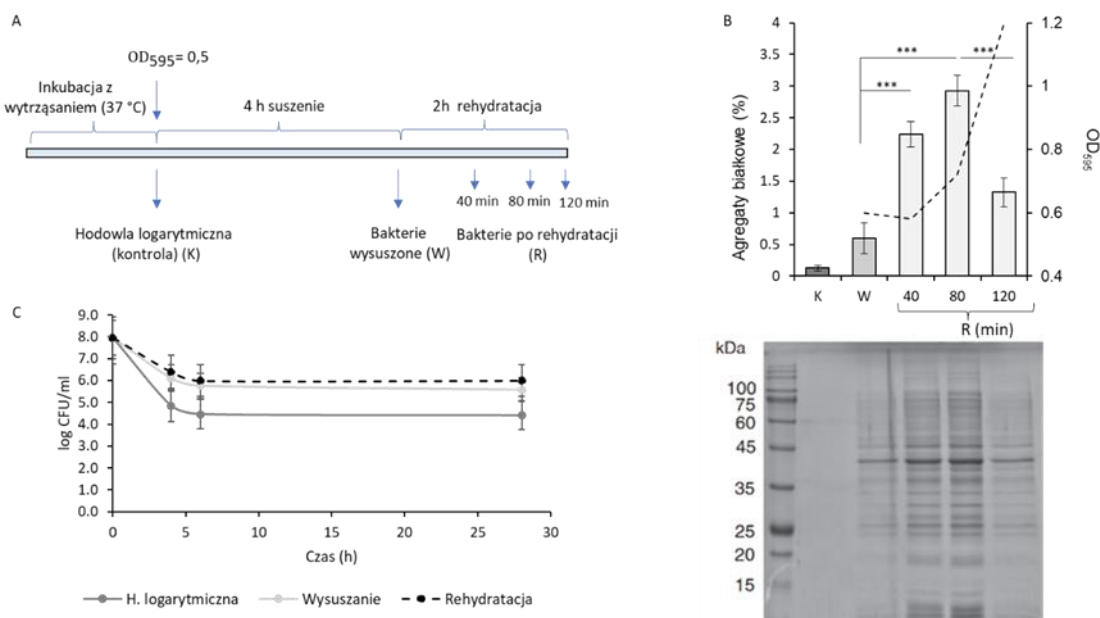 A
OD595= 0,5
Inkubacja z
wytrząsaniem (37 °C)
4 h suszenie
2h rehydratacja
40 min
80 min
120 min
Hodowla logarytmiczna
(kontrola) (K)
Bakterie
wysuszone (W)
Bakterie po rehydratacji
(R)
B
Agregaty białkowe (%)
4
3.5
3
2.5
2
1.5
1
0.5
0
***
***
***
1.2
1
0.8
0.6
0.4
OD595
K
W
40
80
120
R (min)
kDa
100
75
60
45
35
25
20
15
C
log CFU/ml
9.0
8.0
7.0
6.0
5.0
4.0
3.0
2.0
1.0
0.0
0
5
10
15
20
25
30
Czas (h)
H. logarytmiczna
Wysuszanie
Rehydratacja